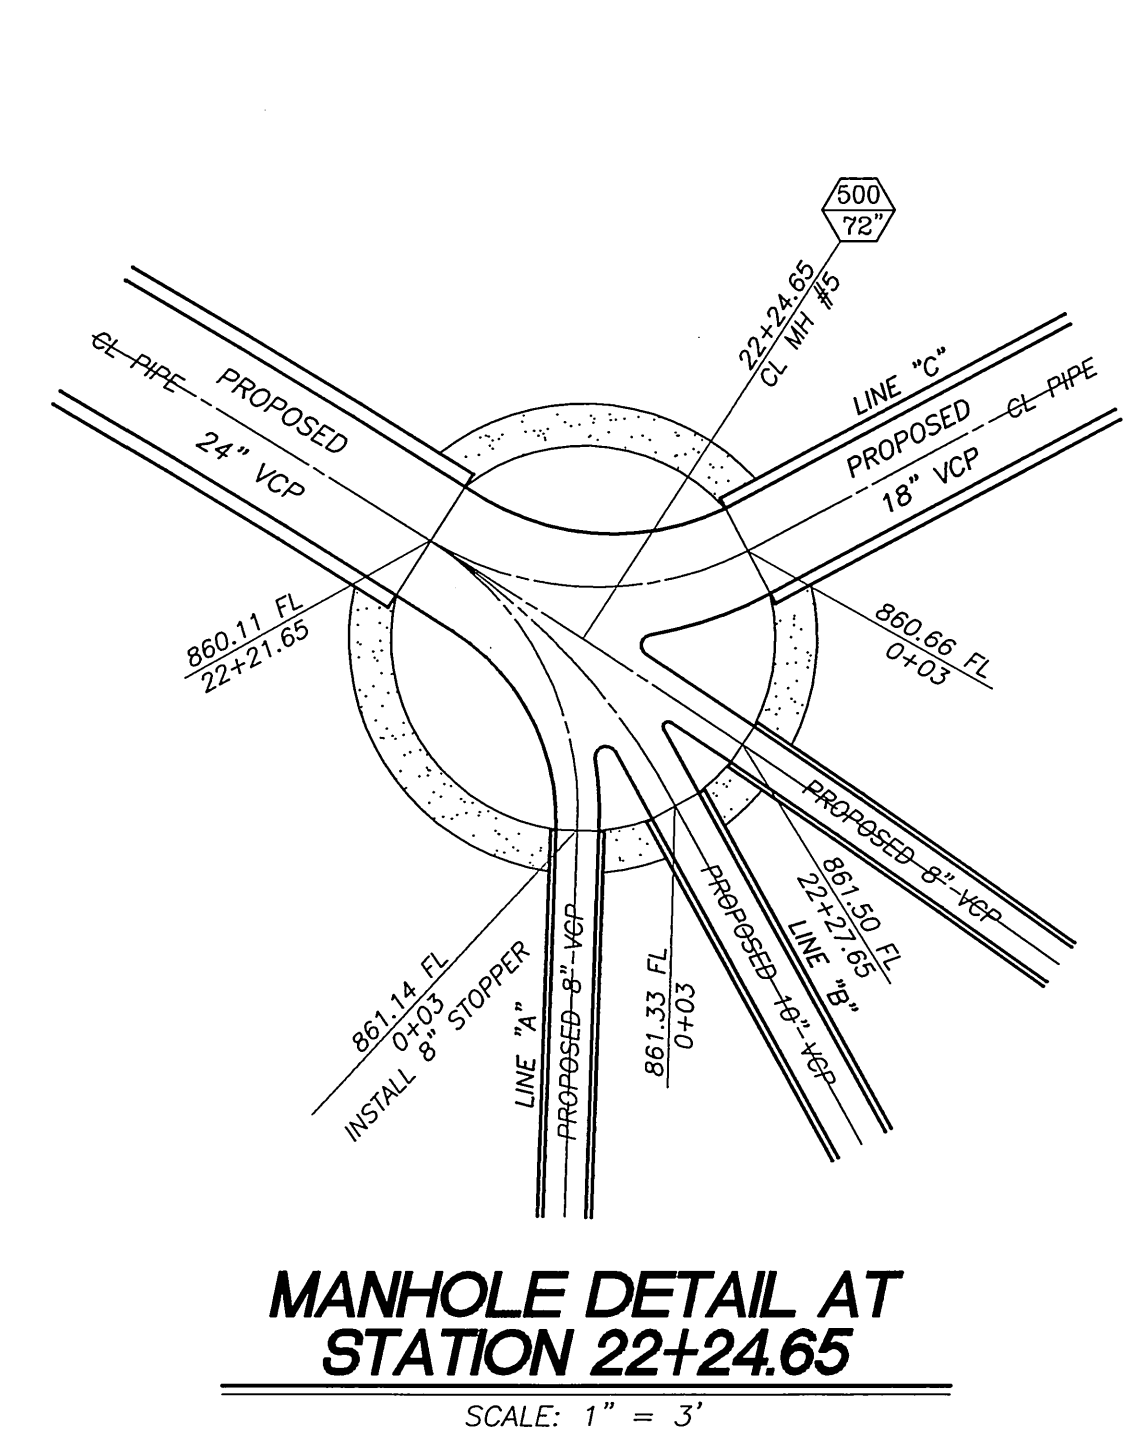 500
72"
22+24.65
CL MH #5
CL PIPE
PROPOSED
24" VCP
LINE "C"
PROPOSED
CL PIPE
18" VCP
860.11 FL
22+21.65
860.66 FL
0+03
PROPOSED 8" VCP
861.50 FL
22+27.65
PROPOSED 10" VCP
LINE "B"
861.14 FL
0+03
INSTALL 8" STOPPER
LINE "A"
PROPOSED 8" VCP
861.33 FL
0+03
MANHOLE DETAIL AT
STATION 22+24.65
SCALE: 1" = 3'